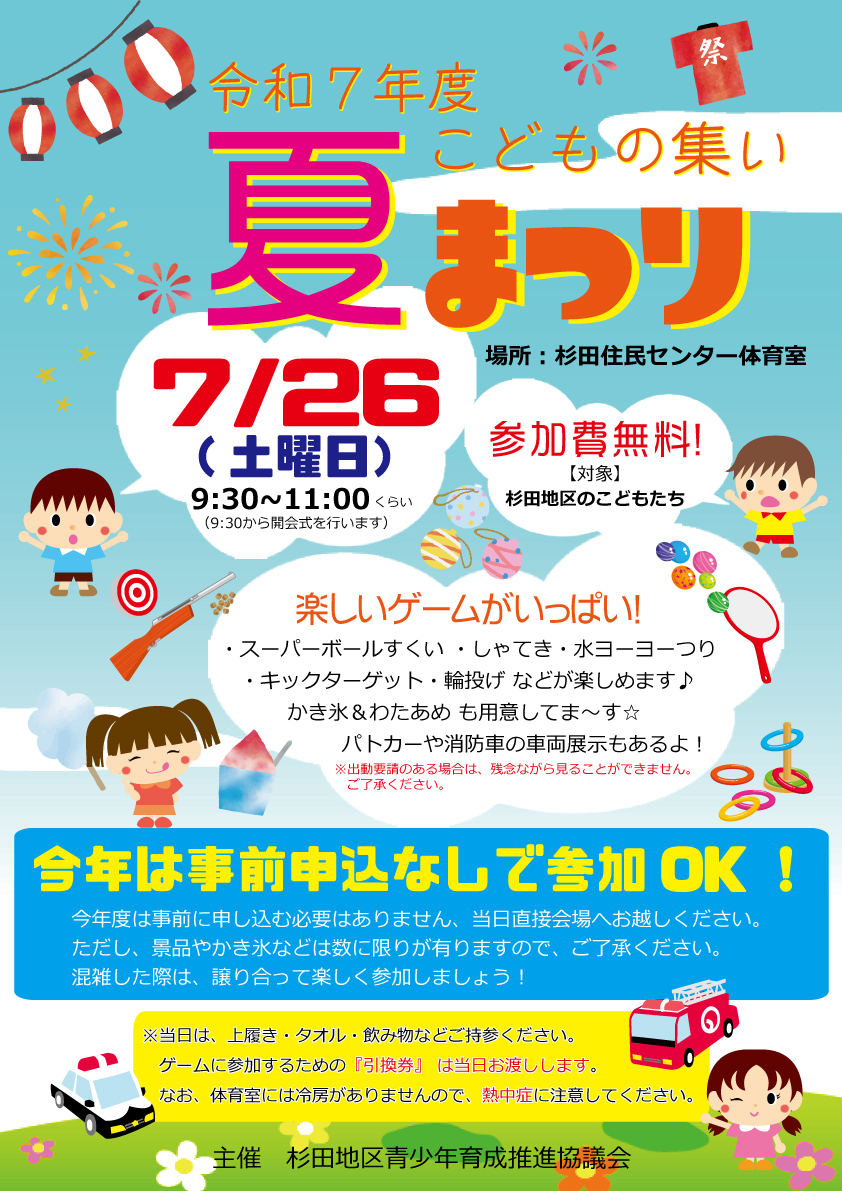 祭
令和７年度
こどもの集い
夏まつり
場所：杉田住民センター体育室
7/26
（土曜日）
9:30~11:00くらい
（9:30から開会式を行います）
参加費無料!
【対象】
杉田地区のこどもたち
楽しいゲームがいっぱい!
・スーパーボールすくい ・しゃてき・水ヨーヨーつり
・キックターゲット・輪投げ などが楽しめます♪
かき氷＆わたあめ も用意してま～す☆
パトカーや消防車の車両展示もあるよ！
※出動要請のある場合は、残念ながら見ることができません。
ご了承ください。
今年は事前申込なしで参加 OK ！
今年度は事前に申し込む必要はありません、当日直接会場へお越しください。
ただし、景品やかき氷などは数に限りが有りますので、ご了承ください。
混雑した際は、譲り合って楽しく参加しましょう！
※当日は、上履き・タオル・飲み物などご持参ください。
ゲームに参加するための『引換券』 は当日お渡しします。
なお、体育室には冷房がありませんので、熱中症に注意してください。
主催　杉田地区青少年育成推進協議会